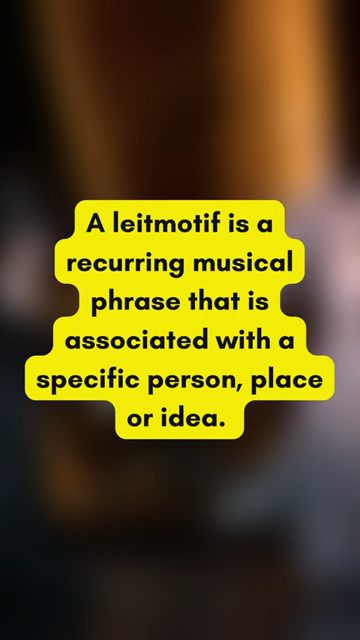 A leitmotif is a
recurring musical
phrase that is
associated with a
specific person, place
or idea.